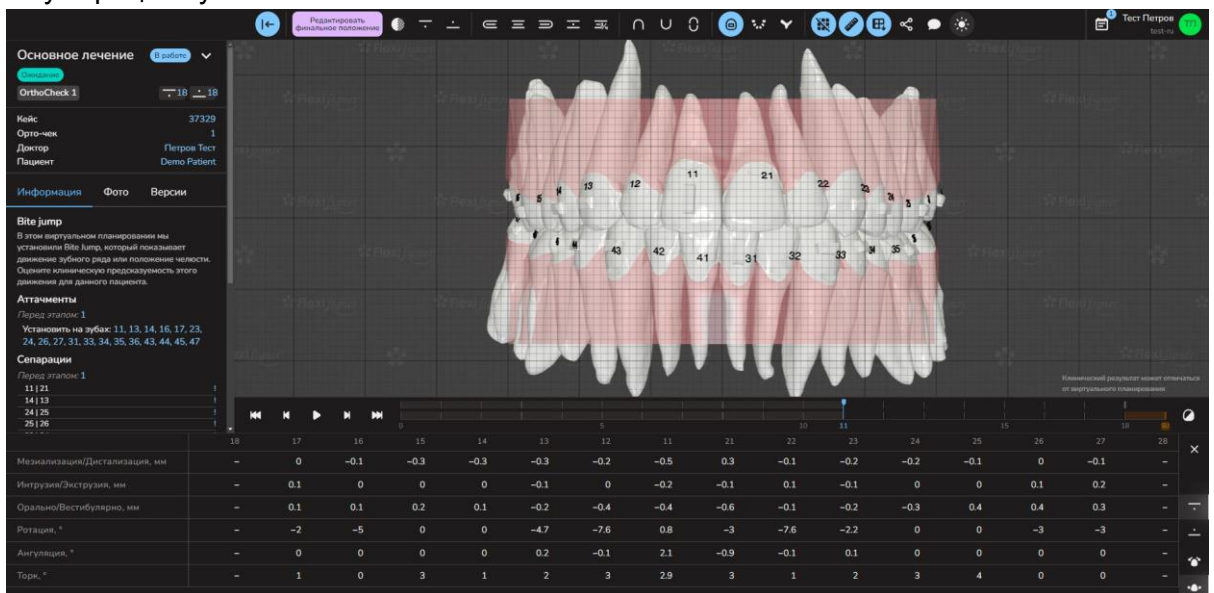 Редактировать
финальное положение
1
Тест Петров
test-ru
ТП
Основное лечение
В работе
Ожидание
OrthoCheck 1
18
18
Кейс 37329
Орто-чек 1
Доктор Петров Тест
Пациент Demo Patient
Информация Фото Версии
Bite jump
В этом виртуальном планировании мы
установили Bite Jump, который показывает
движение зубного ряда или положение челюсти.
Оцените клиническую предсказуемость этого
движения для данного пациента.
Аттачменты
Перед этапом: 1
Установить на зубах: 11, 13, 14, 16, 17, 23,
24, 26, 27, 31, 33, 34, 35, 36, 43, 44, 45, 47
Сепарации
Перед этапом: 1
11 | 21
14 | 13
24 | 25
25 | 26
13 12 11 21 22
43 42 41 31 32 33 34 35
Клинический результат может отличаться
от виртуального планирования
0 5 10 11 15 18
18 17 16 15 14 13 12 11 21 22 23 24 25 26 27 28
Мезиализация/Дистализация, мм – 0 –0.1 –0.3 –0.3 –0.3 –0.2 –0.5 0.3 –0.1 –0.2 –0.2 –0.1 0 –0.1 –
Интрузия/Экструзия, мм – 0.1 0 0 0 –0.1 0 –0.2 –0.1 0.1 –0.1 0 0 0.1 0.2 –
Орально/Вестибулярно, мм – 0.1 0.1 0.2 0.1 –0.2 –0.4 –0.4 –0.6 –0.1 –0.2 –0.3 0.4 0.4 0.3 –
Ротация, ° – –2 –5 0 0 –4.7 –7.6 0.8 –3 –7.6 –2.2 0 0 –3 –3 –
Ангуляция, ° – 0 0 0 0 0.2 –0.1 2.1 –0.9 –0.1 0.1 0 0 0 0 –
Торк, ° – 1 0 3 1 2 3 2.9 3 1 2 3 4 0 0 –